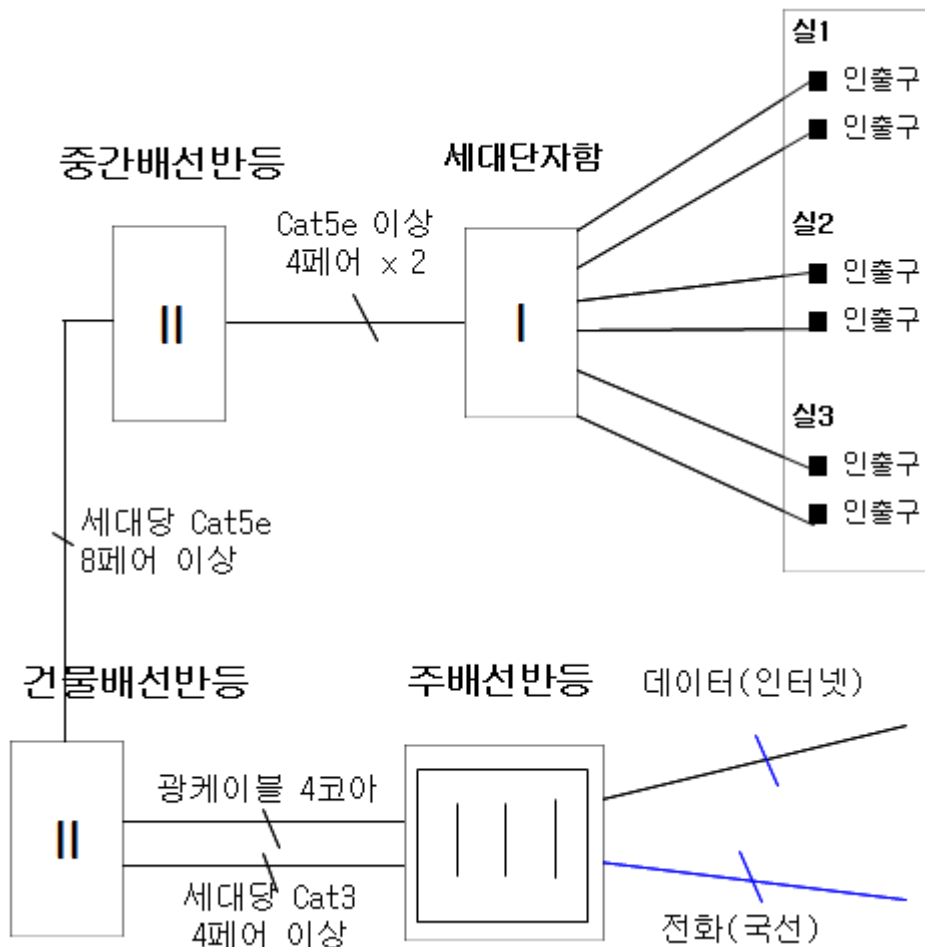 실1
인출구
인출구
중간배선반등
세대단자함
Cat5e 이상
4페어 x 2
실2
인출구
인출구
II
I
실3
인출구
인출구
세대당 Cat5e
8페어 이상
건물배선반등
주배선반등
데이터(인터넷)
광케이블 4코아
II
세대당 Cat3
4페어 이상
전화(국선)